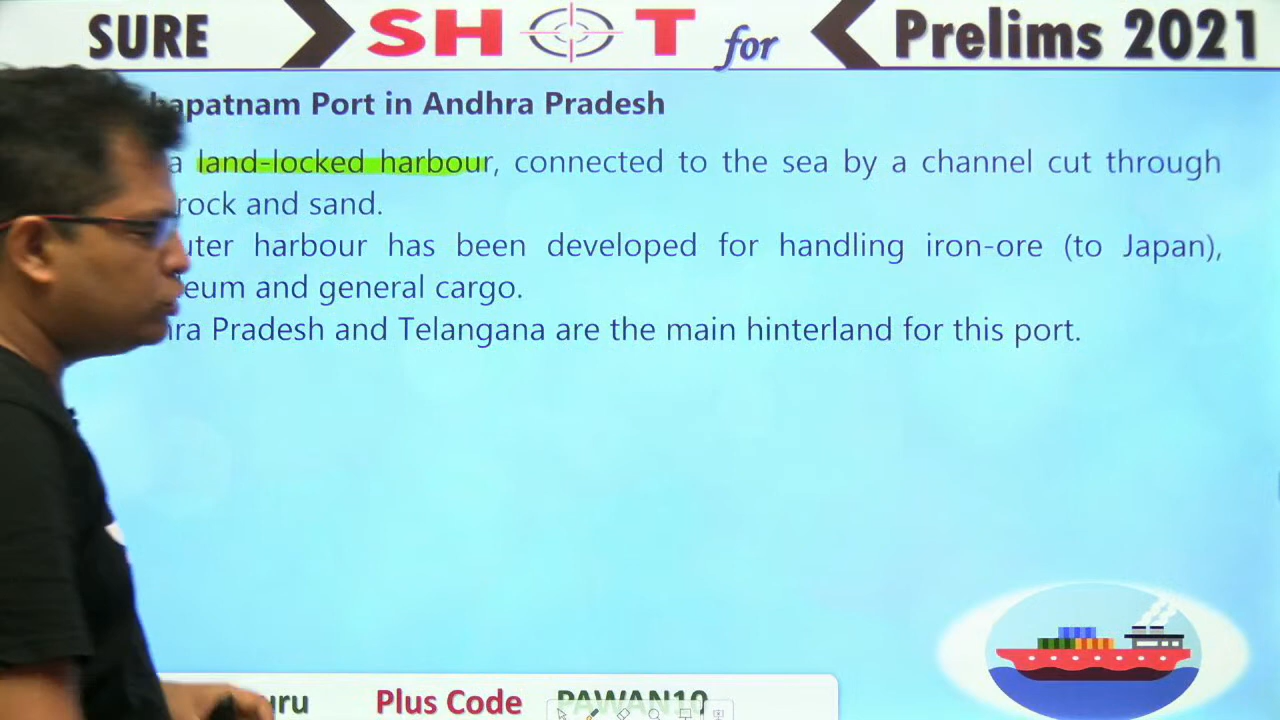 SURE SHOT for Prelims 2021
hapatnam Port in Andhra Pradesh
a land-locked harbour, connected to the sea by a channel cut through
rock and sand.
uter harbour has been developed for handling iron-ore (to Japan),
eum and general cargo.
ra Pradesh and Telangana are the main hinterland for this port.
uru Plus Code PAWAN10